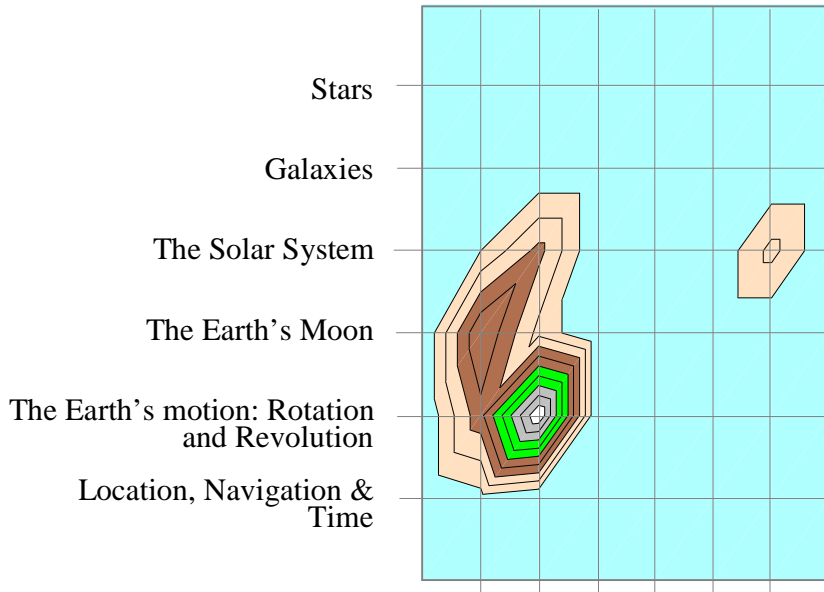 Stars
Galaxies
The Solar System
The Earth's Moon
The Earth's motion: Rotation
and Revolution
Location, Navigation &
Time